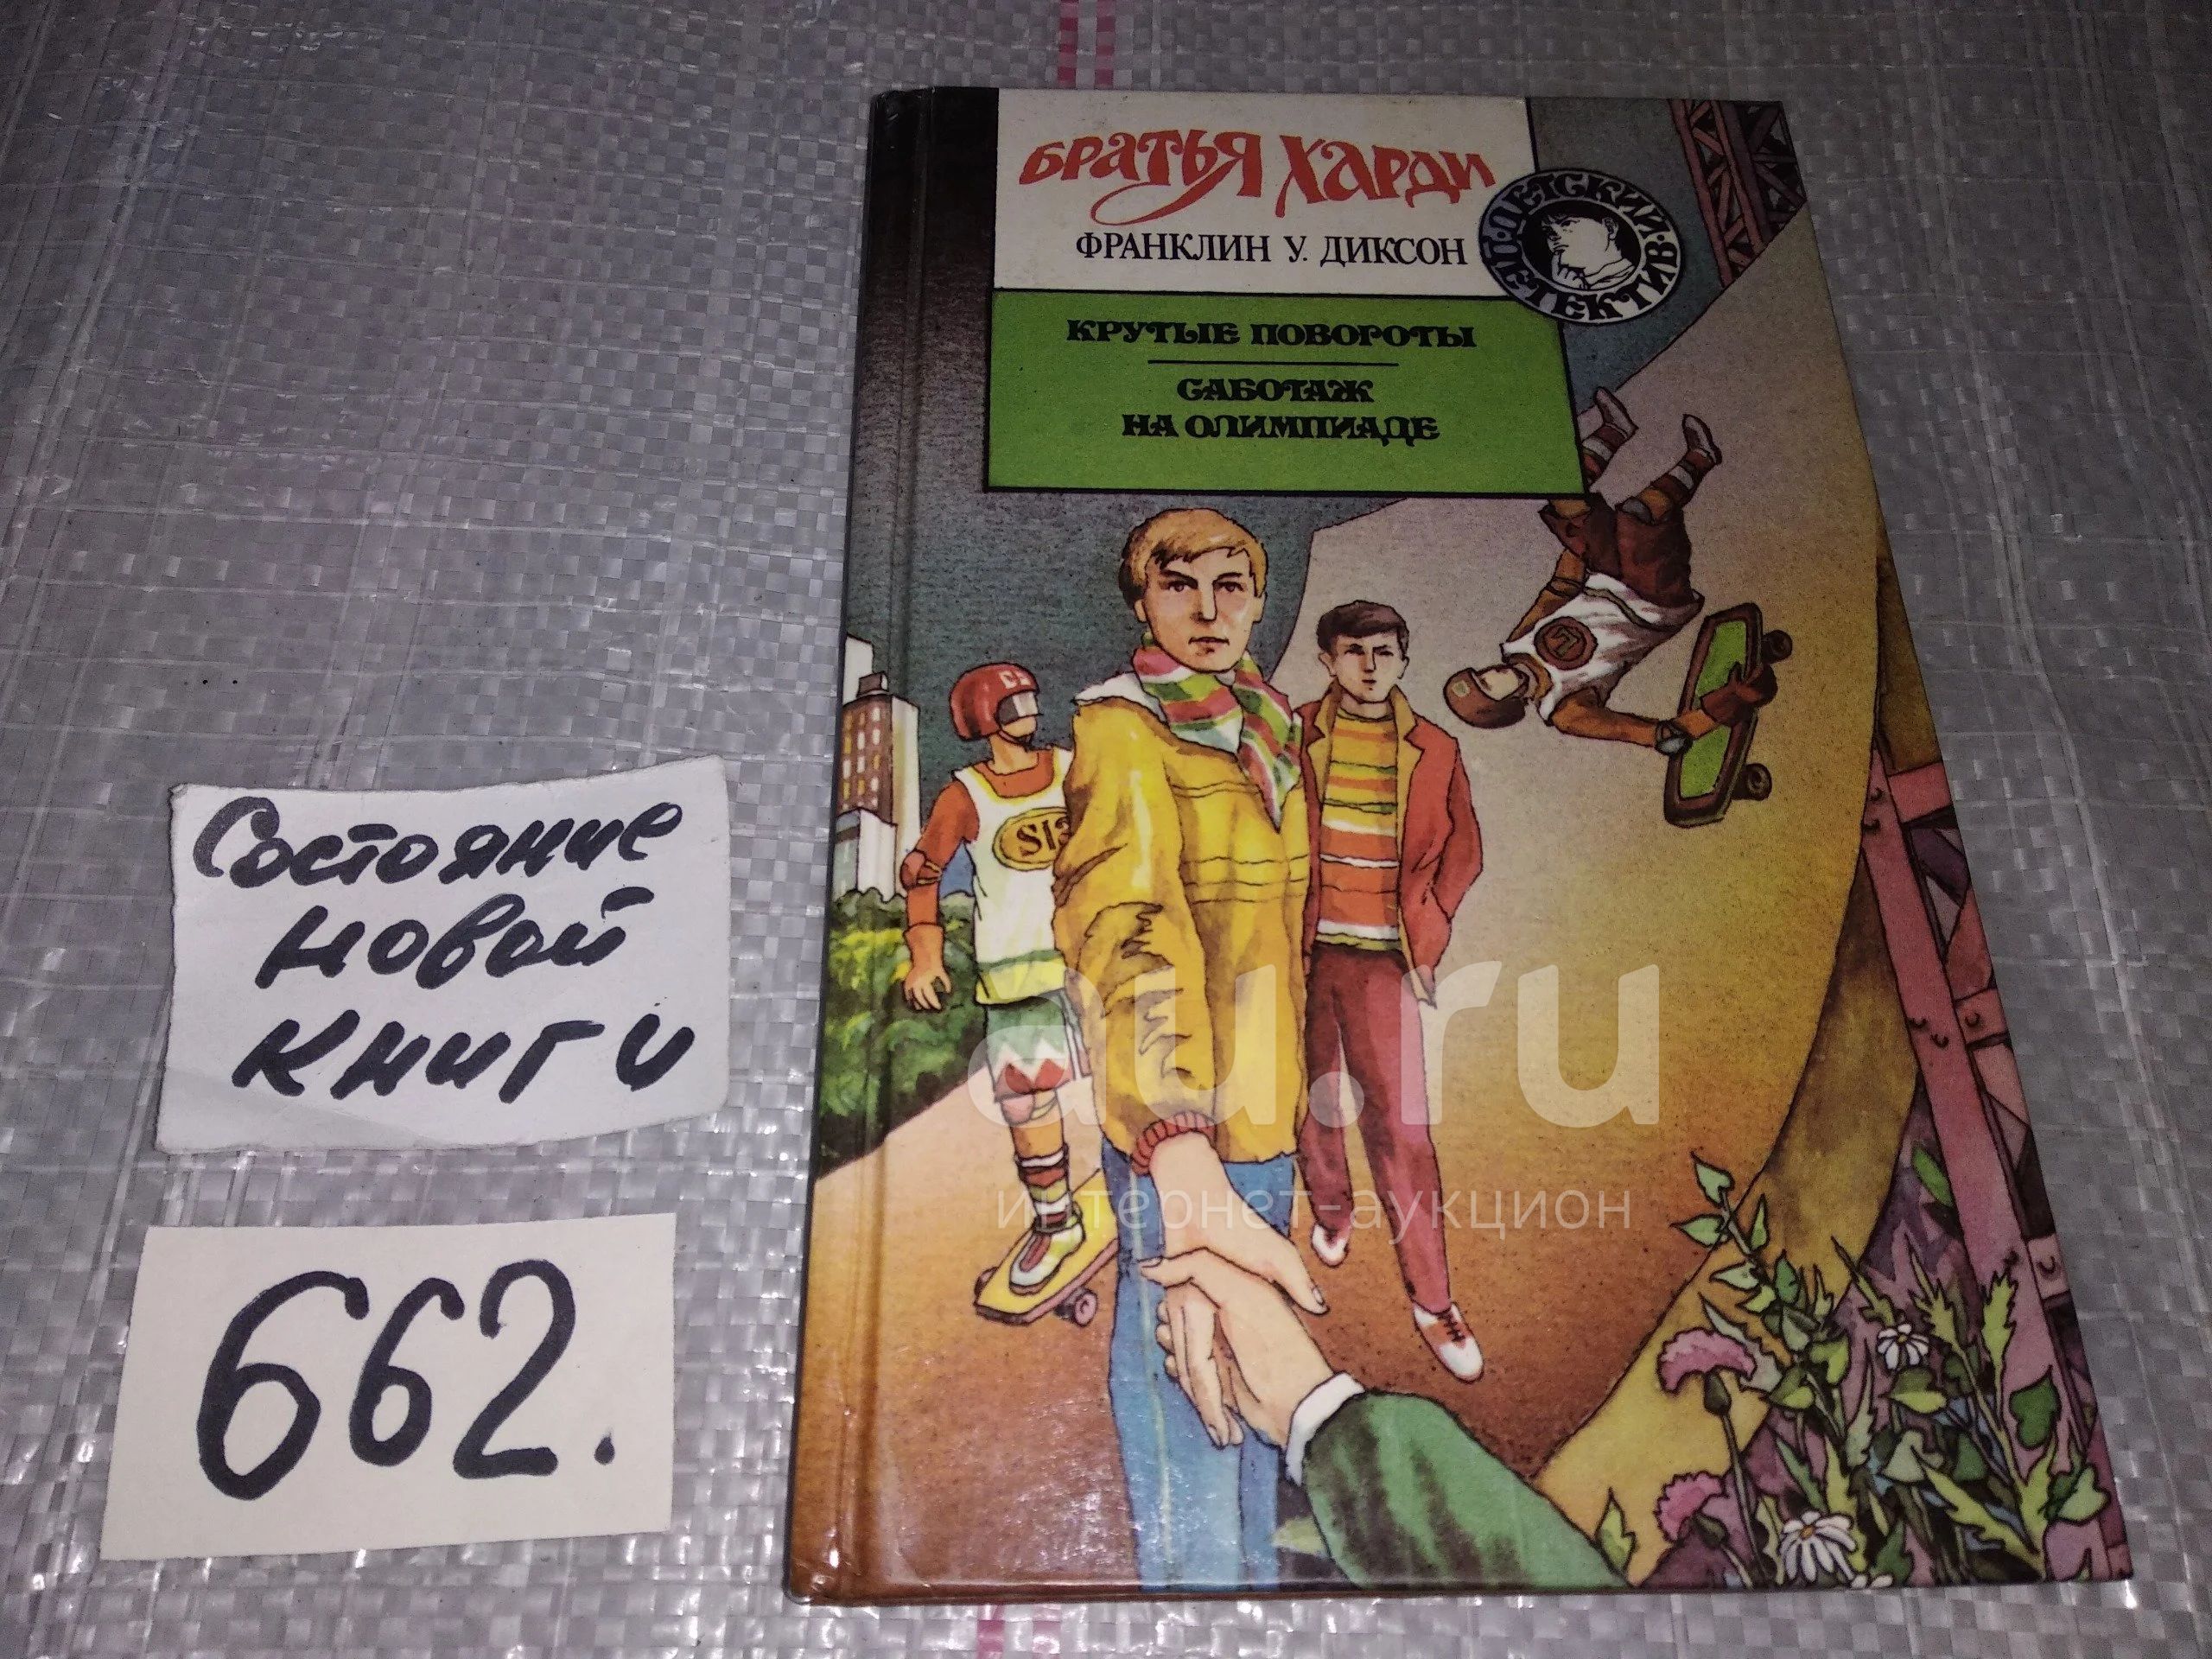 БРАТЬЯ ХАРДИ
ФРАНКЛИН У. ДИКСОН
ДЕТСКИЙ ДЕТЕКТИВ
КРУТЫЕ ПОВОРОТЫ
САБОТАЖ
НА ОЛИМПИАДЕ
Состояние
новой
книги
662.
au.ru
интернет-аукцион